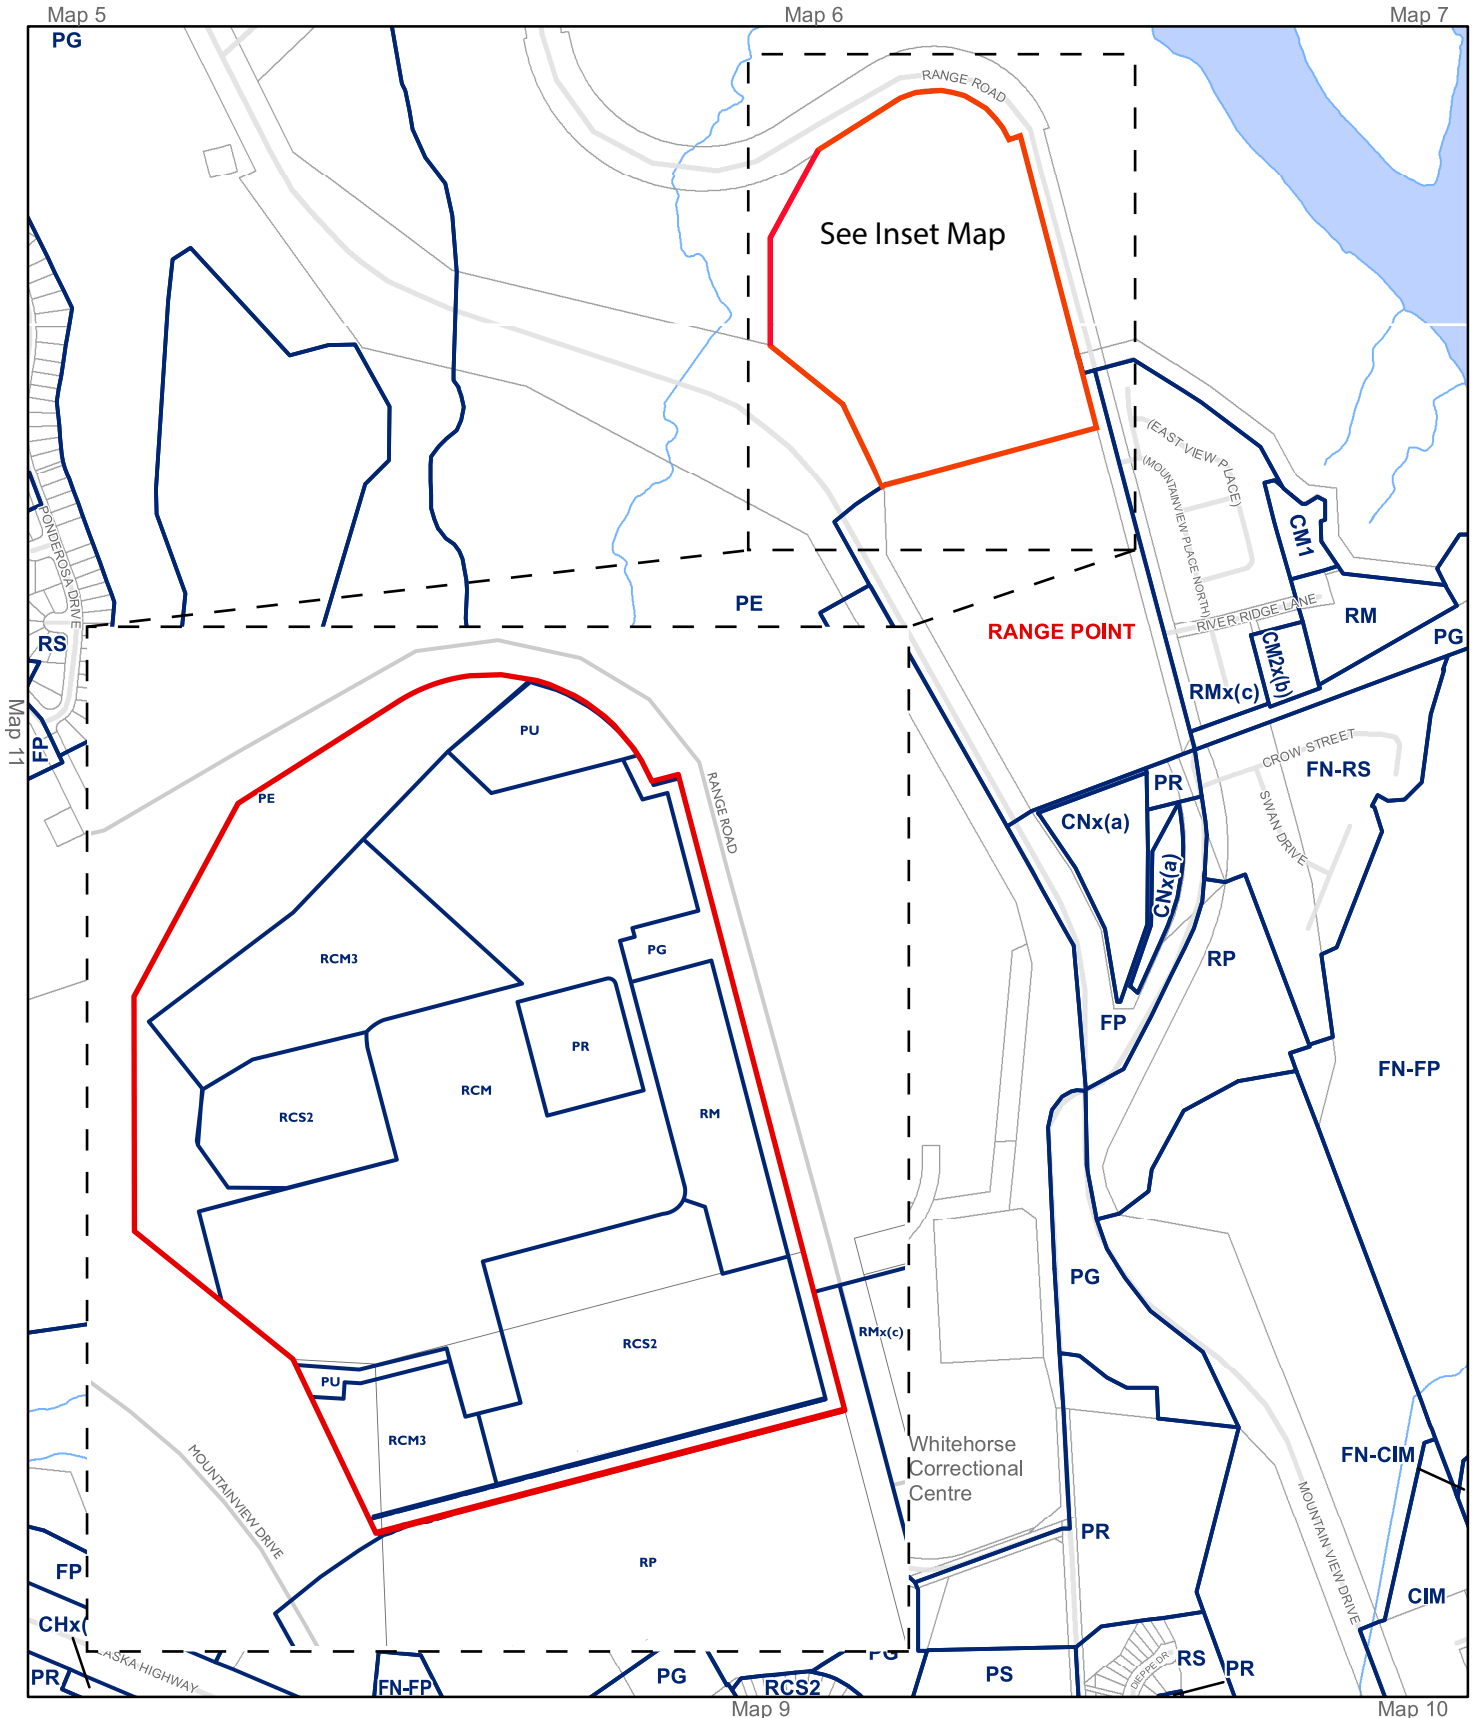 Map 5
Map 6
Map 7
PG
RANGE ROAD
See Inset Map
(EAST VIEW PLACE)
(MOUNTAINVIEW PLACE NORTH)
CM1
PONDEROSA DRIVE
PE
RIVER RIDGE LANE
RM
RANGE POINT
PG
RS
CM2x(b)
RMx(c)
Map 11
FP
PU
CROW STREET
FN-RS
PR
SWAN DRIVE
PE
RANGE ROAD
CNx(a)
CNx(a)
RCM3
PG
RP
FP
PR
RCM
RM
RCS2
FN-FP
PG
RMx(c)
RCS2
PU
RCM3
MOUNTAINVIEW DRIVE
Whitehorse
Correctional
Centre
FN-CIM
MOUNTAIN VIEW DRIVE
PR
RP
FP
CIM
CHx(
ASKA HIGHWAY
PR
FN-FP
PG
RCS2
PG
PS
DIEPPE DR
RS
PR
Map 9
Map 10